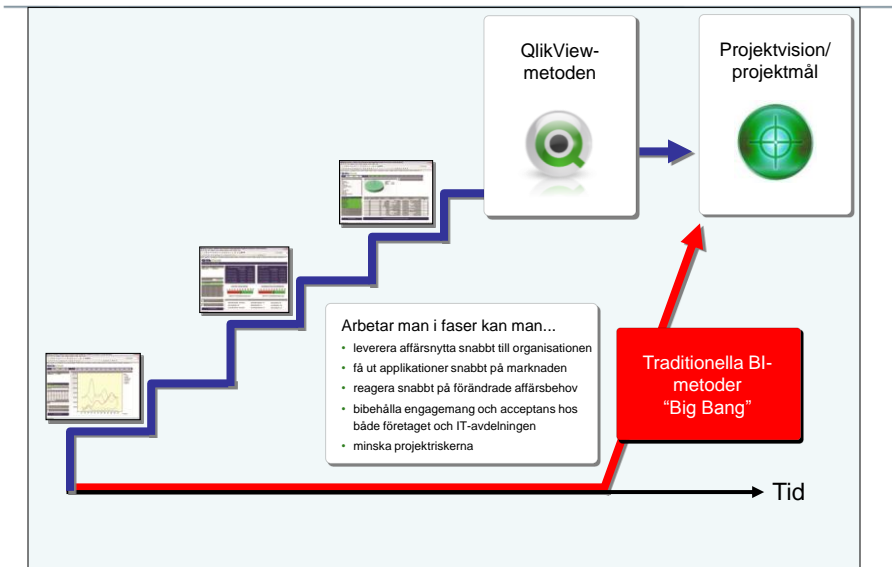 QlikView-
metoden
Projektvision/
projektmål
Arbetar man i faser kan man...
• leverera affärsnytta snabbt till organisationen
• få ut applikationer snabbt på marknaden
• reagera snabbt på förändrade affärsbehov
• bibehålla engagemang och acceptans hos
både företaget och IT-avdelningen
• minska projektriskerna
Traditionella BI-
metoder
“Big Bang”
Tid